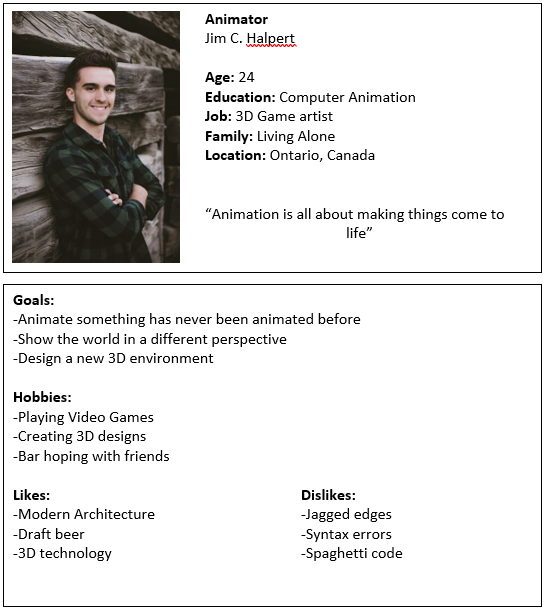 Animator
Jim C. Halpert
Age: 24
Education: Computer Animation
Job: 3D Game artist
Family: Living Alone
Location: Ontario, Canada
“Animation is all about making things come to
life”
Goals:
-Animate something has never been animated before
-Show the world in a different perspective
-Design a new 3D environment
Hobbies:
-Playing Video Games
-Creating 3D designs
-Bar hoping with friends
Likes:
-Modern Architecture
-Draft beer
-3D technology
Dislikes:
-Jagged edges
-Syntax errors
-Spaghetti code